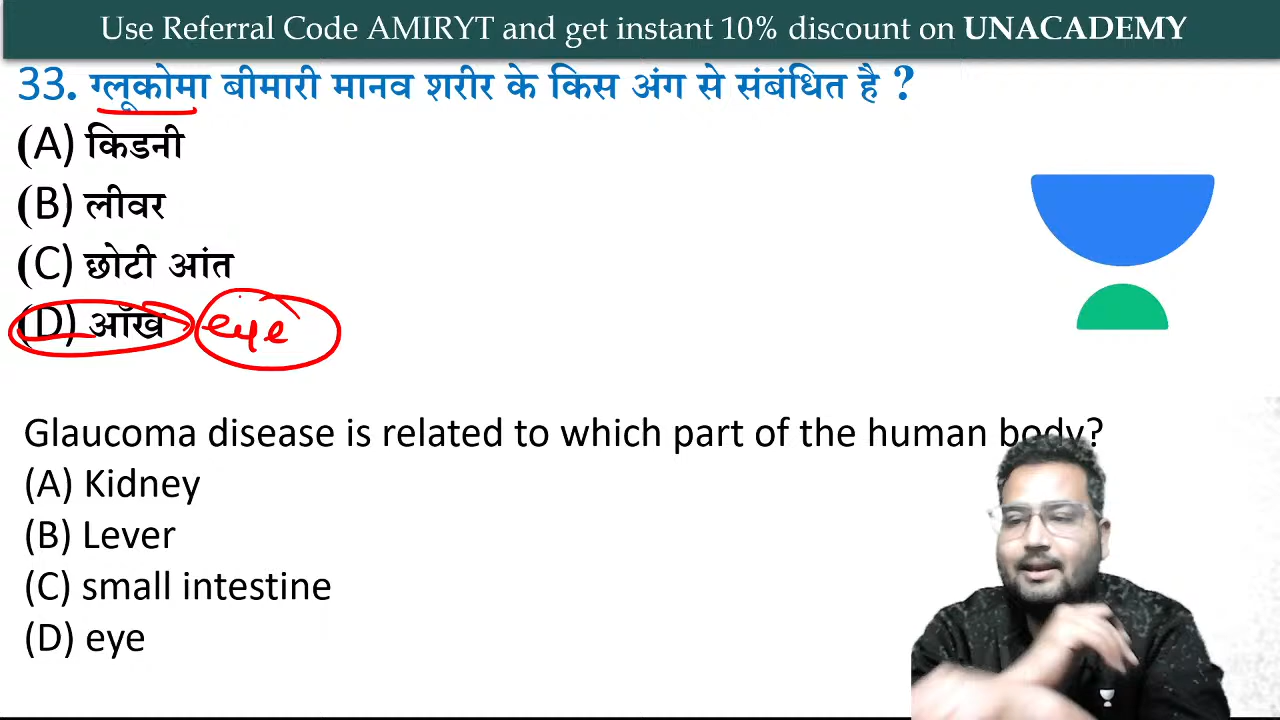 Use Referral Code AMIRYT and get instant 10% discount on UNACADEMY
33. ग्लूकोमा बीमारी मानव शरीर के किस अंग से संबंधित है ?
(A) किडनी
(B) लीवर
(C) छोटी आंत
(D) आँख eye
Glaucoma disease is related to which part of the human body?
(A) Kidney
(B) Lever
(C) small intestine
(D) eye